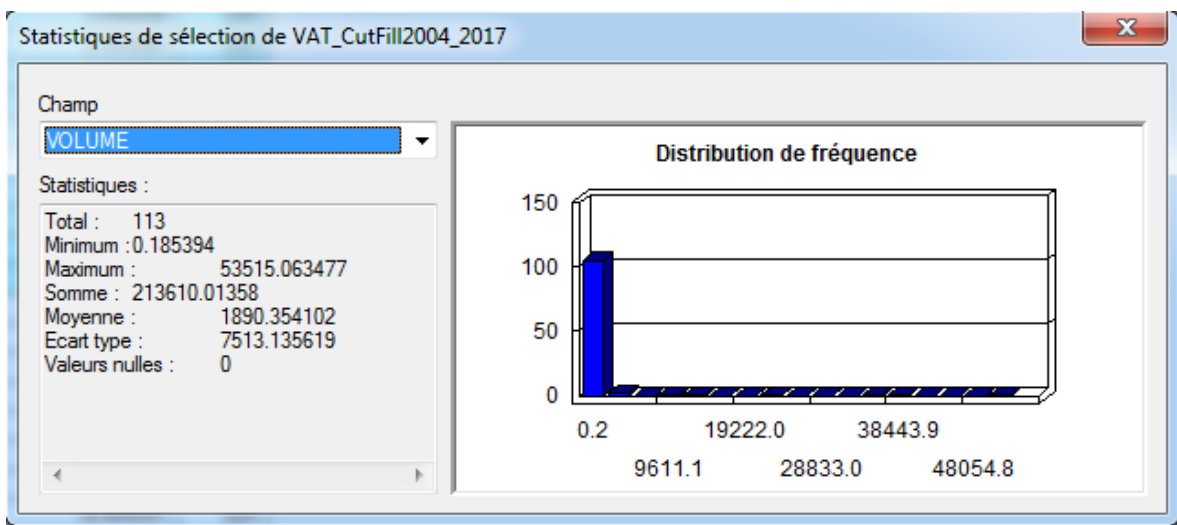 Statistiques de sélection de VAT_CutFill2004_2017
Champ
VOLUME
Statistiques :
Total : 113
Minimum : 0.185394
Maximum : 53515.063477
Somme : 213610.01358
Moyenne : 1890.354102
Ecart type : 7513.135619
Valeurs nulles : 0
Distribution de fréquence
150
100
50
0
0.2 19222.0 38443.9
9611.1 28833.0 48054.8